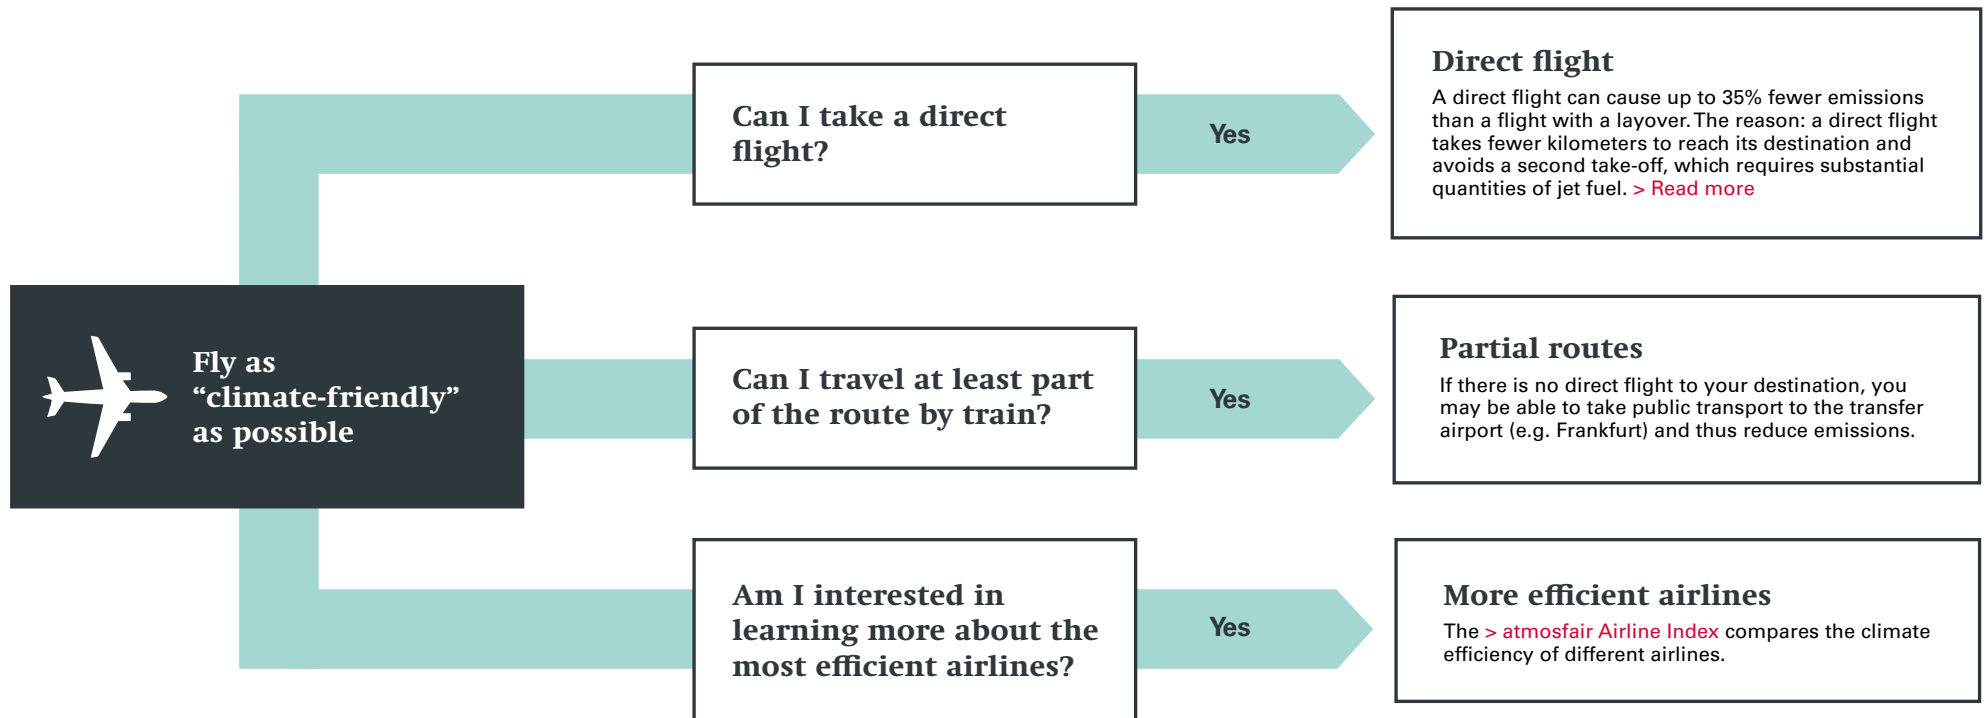 Fly as
“climate-friendly”
as possible
Can I take a direct
flight?
Yes
Direct flight
A direct flight can cause up to 35% fewer emissions
than a flight with a layover. The reason: a direct flight
takes fewer kilometers to reach its destination and
avoids a second take-off, which requires substantial
quantities of jet fuel. > Read more
Can I travel at least part
of the route by train?
Yes
Partial routes
If there is no direct flight to your destination, you
may be able to take public transport to the transfer
airport (e.g. Frankfurt) and thus reduce emissions.
Am I interested in
learning more about the
most efficient airlines?
Yes
More efficient airlines
The > atmosfair Airline Index compares the climate
efficiency of different airlines.